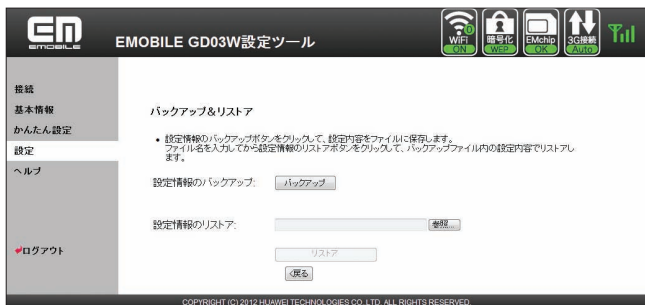 EM
EMOBILE
EMOBILE GD03W設定ツール
WiFi
ON
0
暗号化
WEP
EMchip
OK
3G接続
Auto
接続
基本情報
かんたん設定
設定
ヘルプ
ログアウト
バックアップ&リストア
• 設定情報のバックアップボタンをクリックして、設定内容をファイルに保存します。
ファイル名を入力してから設定情報のリストアボタンをクリックして、バックアップファイル内の設定内容でリストアし
ます。
設定情報のバックアップ: バックアップ
設定情報のリストア: 参照...
リストア
<戻る
COPYRIGHT (C) 2012 HUAWEI TECHNOLOGIES CO., LTD. ALL RIGHTS RESERVED.